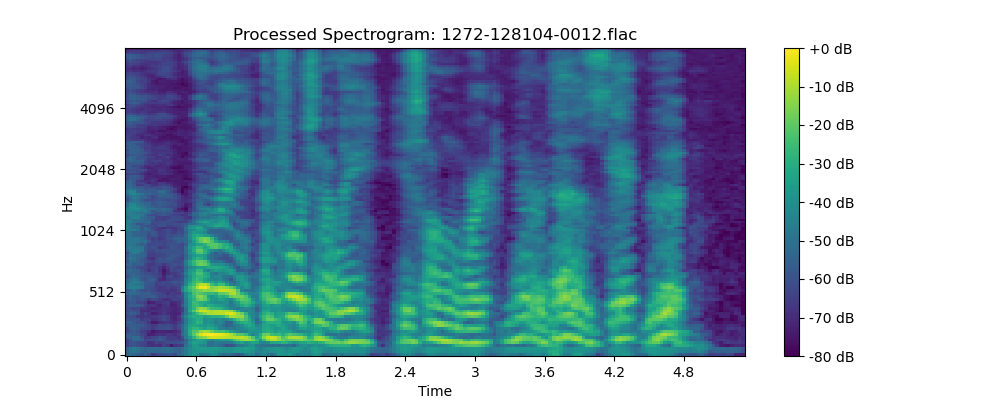 Processed Spectrogram: 1272-128104-0012.flac
Hz
4096
2048
1024
512
0
0 0.6 1.2 1.8 2.4 3 3.6 4.2 4.8
Time
+0 dB
-10 dB
-20 dB
-30 dB
-40 dB
-50 dB
-60 dB
-70 dB
-80 dB